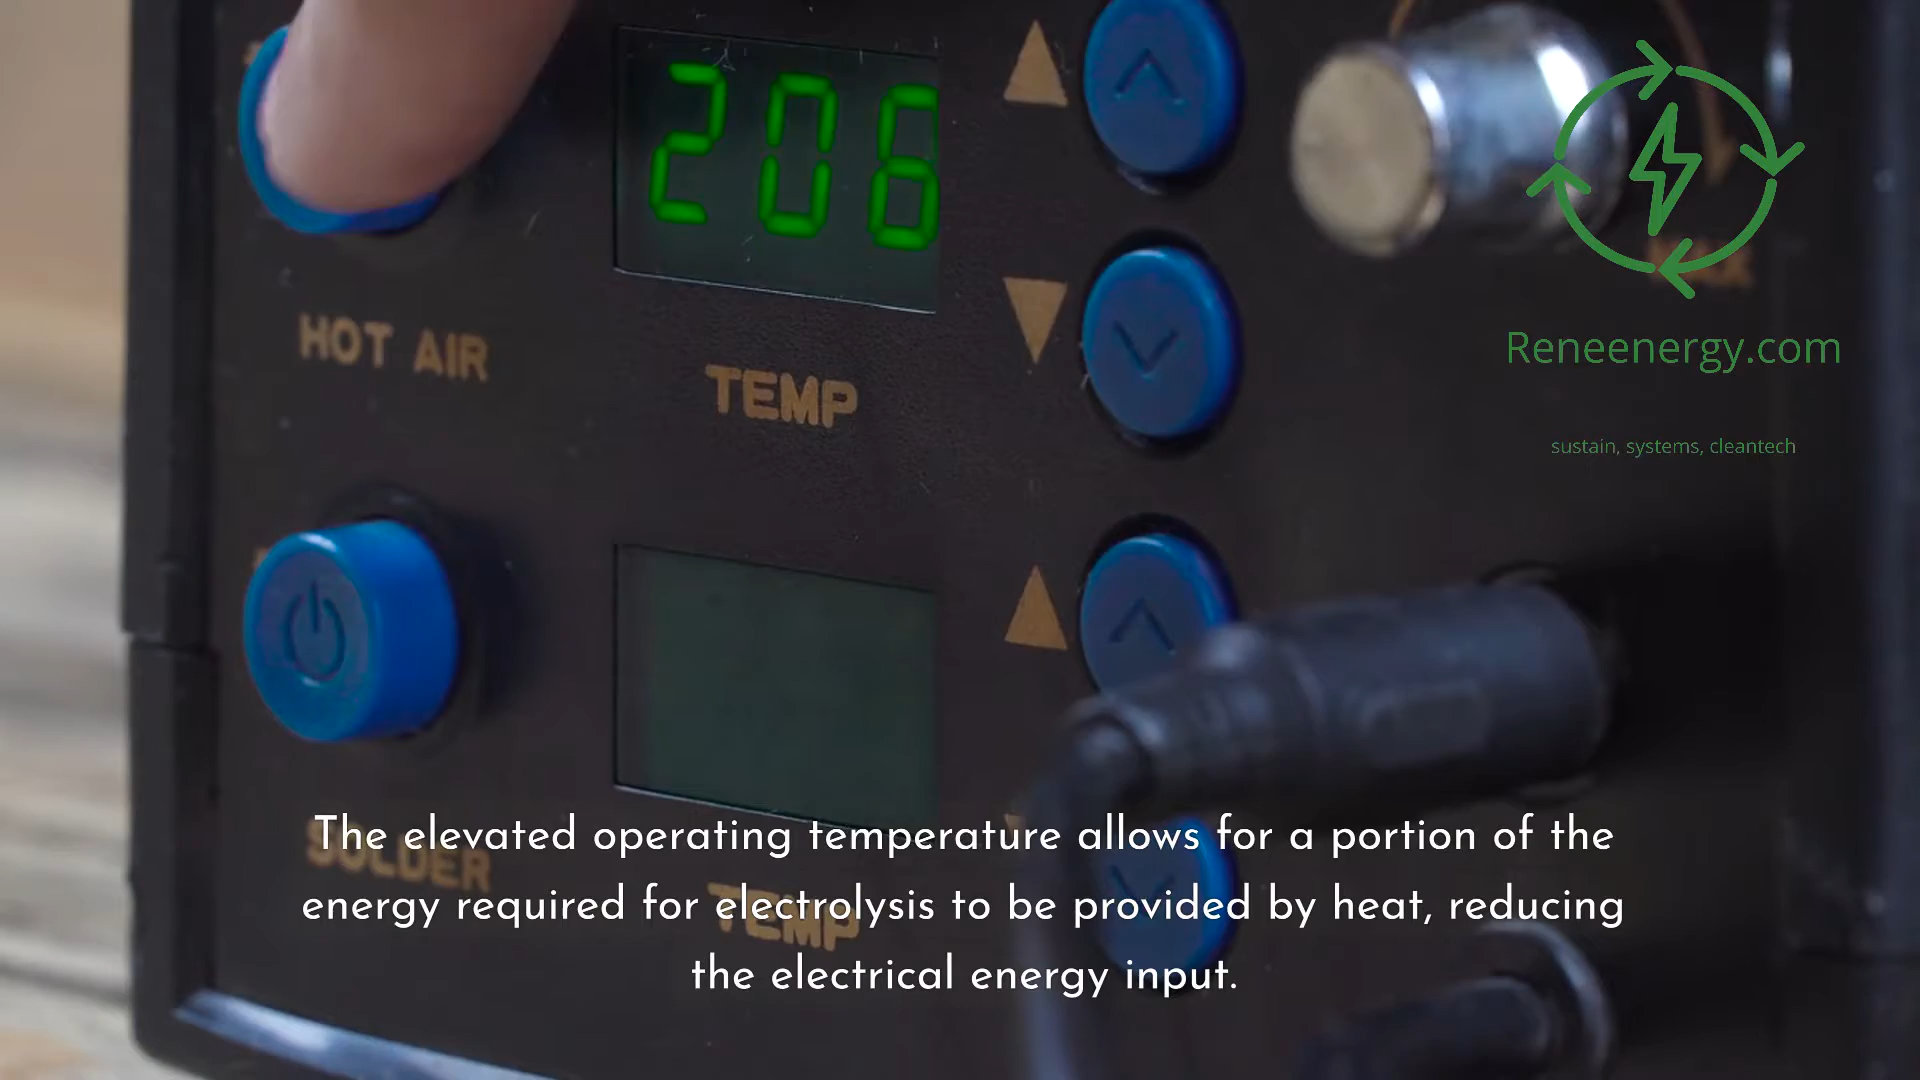 206
HOT AIR
TEMP
Reneenergy.com
sustain, systems, cleantech
SOLDER
TEMP
The elevated operating temperature allows for a portion of the
energy required for electrolysis to be provided by heat, reducing
the electrical energy input.